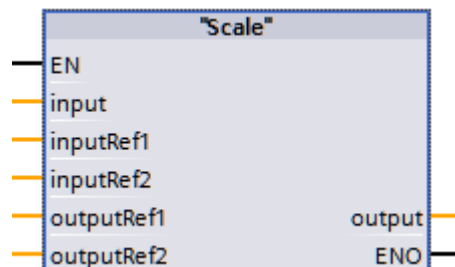 "Scale"
EN
input
inputRef1
inputRef2
outputRef1 output
outputRef2 ENO